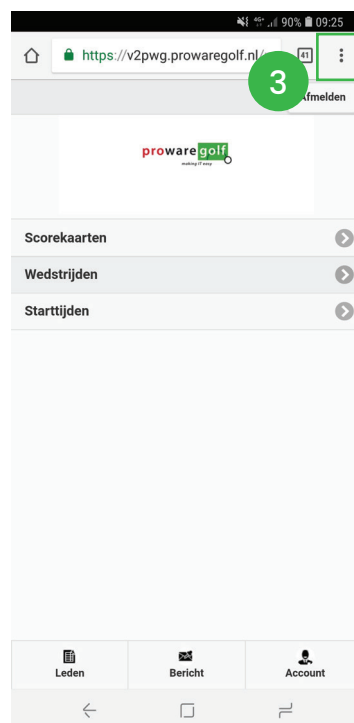 4G+ 90% 09:25
https://v2pwg.prowaregolf.nl/ 41
3
Afmelden
proware golf
making IT easy
Scorekaarten
Wedstrijden
Starttijden
Leden Bericht Account